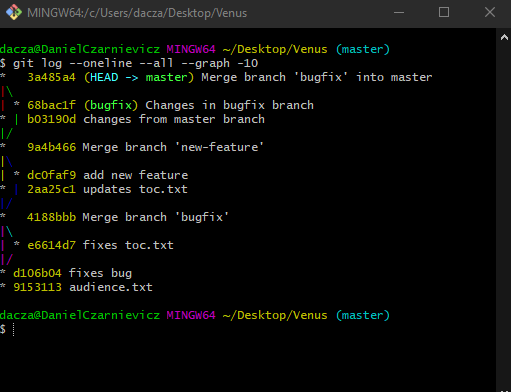 MINGW64:/c/Users/dacza/Desktop/Venus
dacza@DanielCzarnievicz MINGW64 ~/Desktop/Venus (master)
$ git log --oneline --all --graph -10
*   3a485a4 (HEAD -> master) Merge branch 'bugfix' into master
|\
| * 68bac1f (bugfix) Changes in bugfix branch
* | b03190d changes from master branch
|/
*   9a4b466 Merge branch 'new-feature'
|\
| * dc0faf9 add new feature
* | 2aa25c1 updates toc.txt
|/
*   4188bbb Merge branch 'bugfix'
|\
| * e6614d7 fixes toc.txt
|/
* d106b04 fixes bug
* 9153113 audience.txt
dacza@DanielCzarnievicz MINGW64 ~/Desktop/Venus (master)
$